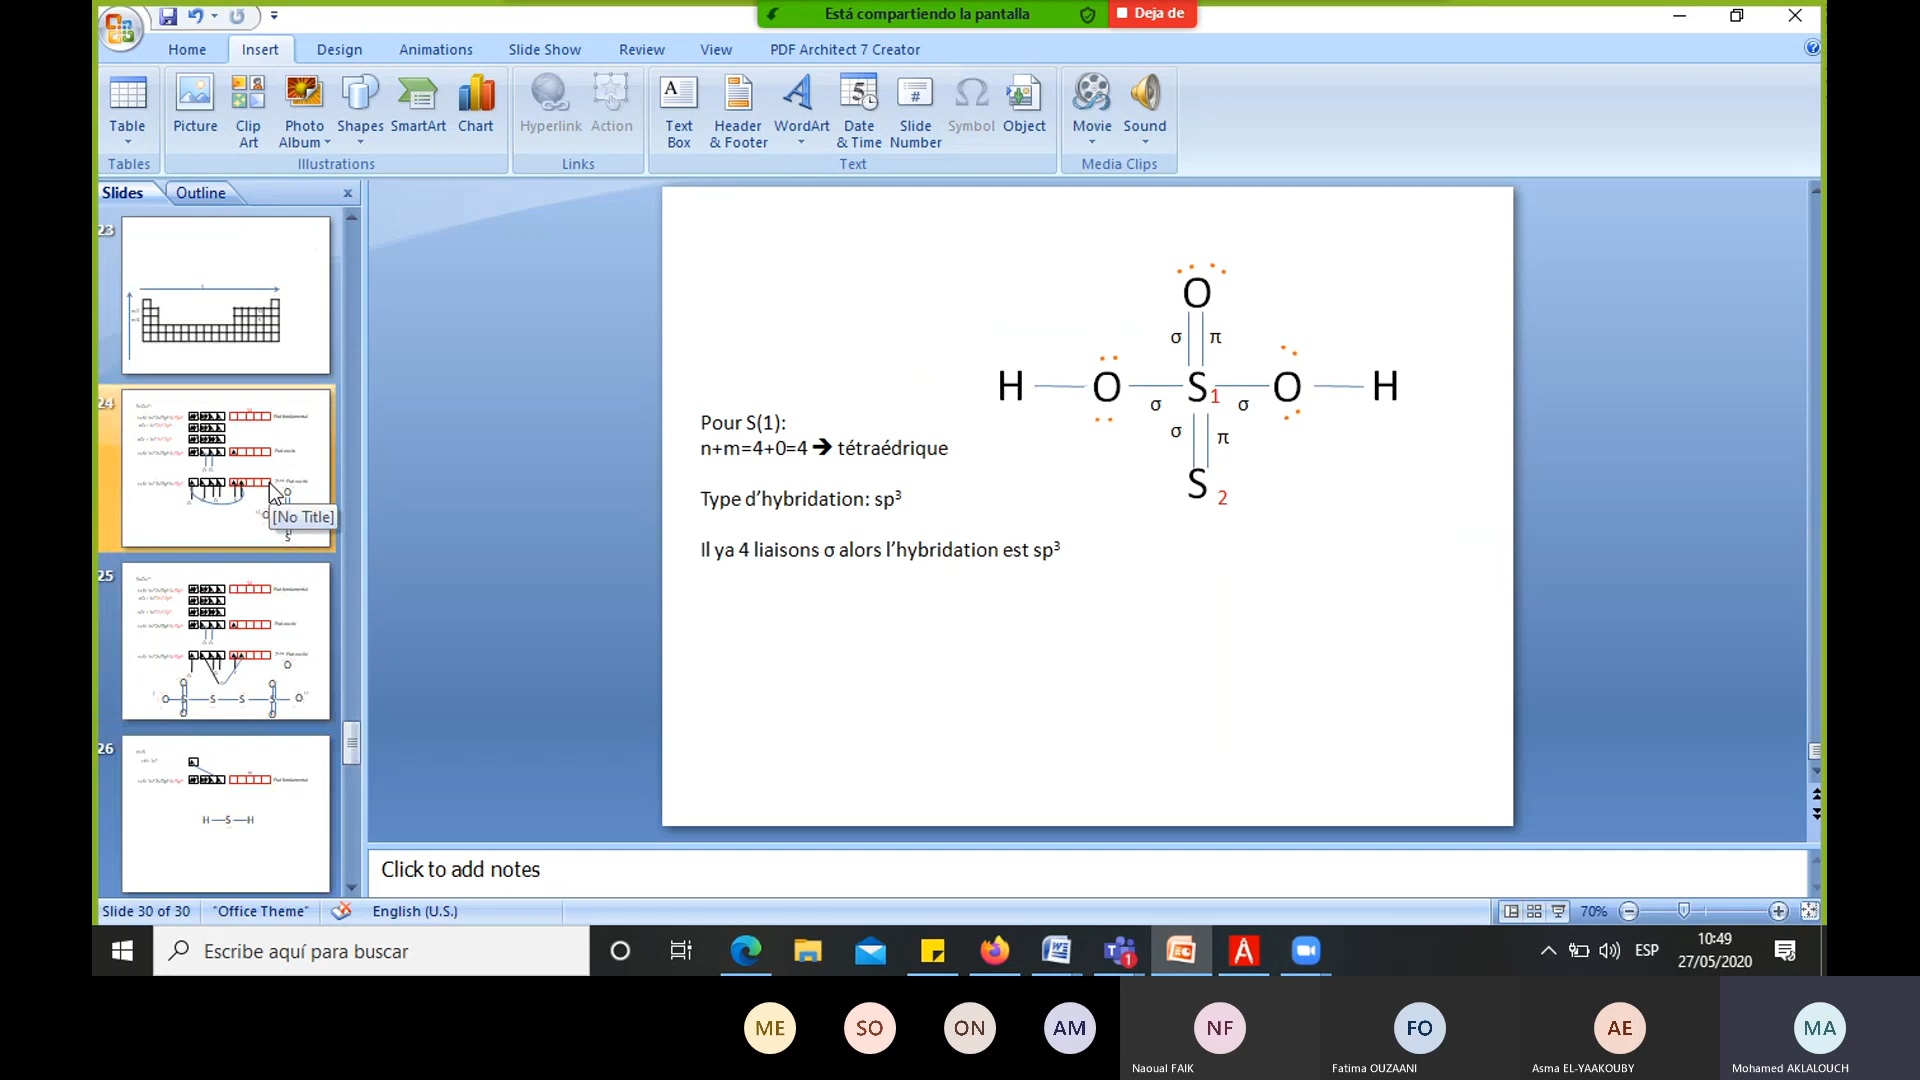 Está compartiendo la pantalla
Deja de
Home Insert Design Animations Slide Show Review View PDF Architect 7 Creator
Table
Picture
Clip Art
Photo Album
Shapes
SmartArt
Chart
Hyperlink
Action
Text Box
Header & Footer
WordArt
Date & Time
Slide Number
Symbol
Object
Movie
Sound
Tables
Illustrations
Links
Text
Media Clips
Slides
Outline
23
24
[No Title]
25
26
H S H
O
σ π
H O S 1 O H
σ σ
σ π
S 2
Pour S(1):
n+m=4+0=4 ➔ tétraédrique
Type d'hybridation: sp³
Il ya 4 liaisons σ alors l'hybridation est sp³
Click to add notes
Slide 30 of 30
"Office Theme"
English (U.S.)
70%
Escribe aquí para buscar
1
ESP
10:49
27/05/2020
ME SO ON AM NF FO AE MA
Naoual FAIK
Fatima OUZAANI
Asma EL-YAAKOUBY
Mohamed AKLALOUCH